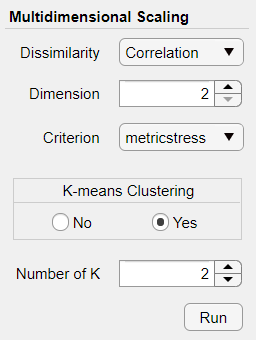 Multidimensional Scaling
Dissimilarity Correlation
Dimension 2
Criterion metricstress
K-means Clustering
No Yes
Number of K 2
Run